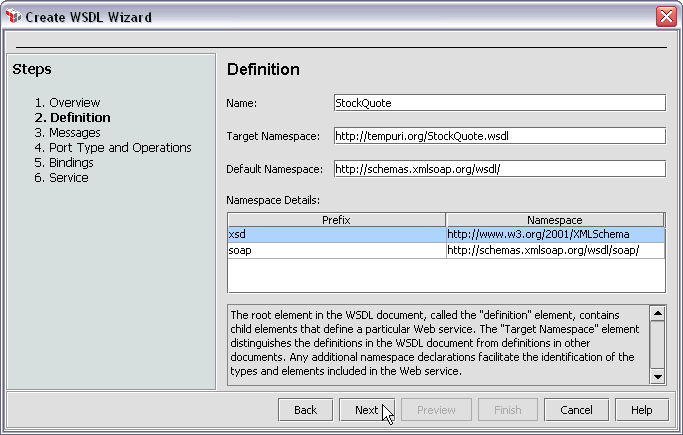 Create WSDL Wizard
Steps
1. Overview
2. Definition
3. Messages
4. Port Type and Operations
5. Bindings
6. Service
Definition
Name: StockQuote
Target Namespace: http://tempuri.org/StockQuote.wsdl
Default Namespace: http://schemas.xmlsoap.org/wsdl/
Namespace Details:
Prefix Namespace
xsd http://www.w3.org/2001/XMLSchema
soap http://schemas.xmlsoap.org/wsdl/soap/
The root element in the WSDL document, called the "definition" element, contains
child elements that define a particular Web service. The "Target Namespace" element
distinguishes the definitions in the WSDL document from definitions in other
documents. Any additional namespace declarations facilitate the identification of the
types and elements included in the Web service.
Back Next Preview Finish Cancel Help